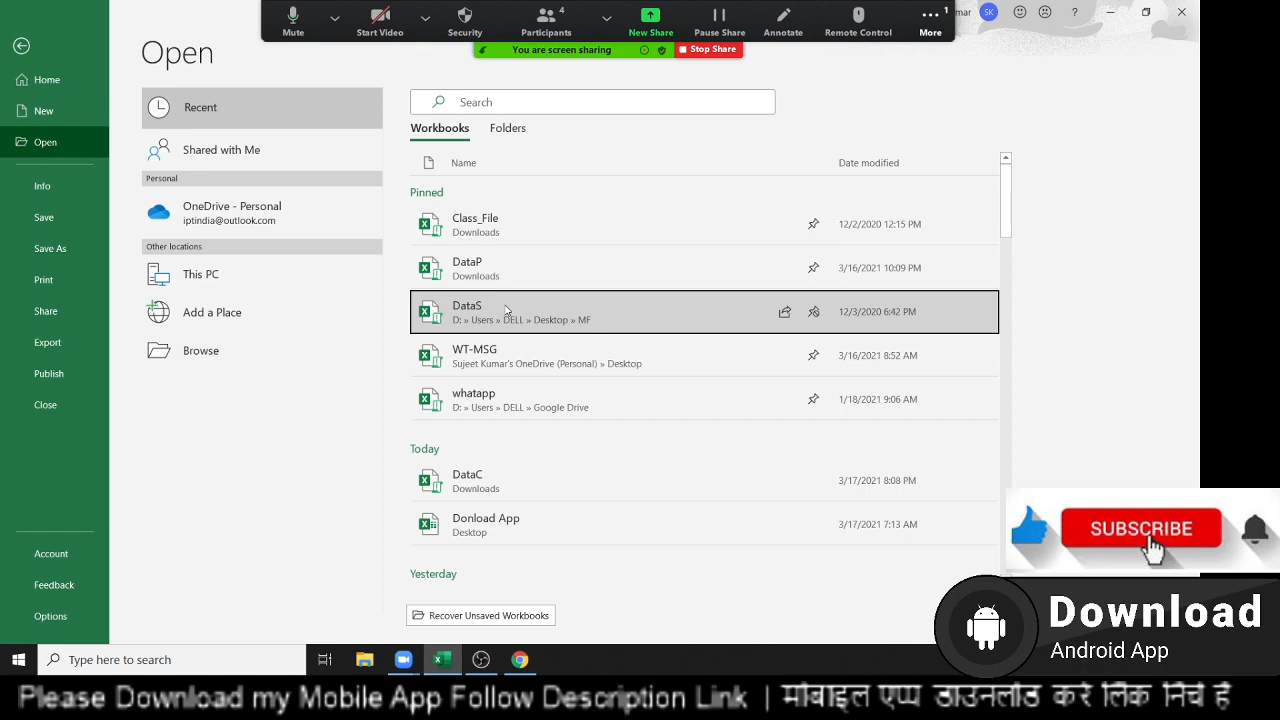 Mute
Start Video
Security
Participants
4
New Share
Pause Share
Annotate
Remote Control
More
1
mar
SK
?
You are screen sharing
Stop Share
Open
Home
New
Open
Info
Save
Save As
Print
Share
Export
Publish
Close
Account
Feedback
Options
Recent
Shared with Me
Personal
OneDrive - Personal
iptindia@outlook.com
Other locations
This PC
Add a Place
Browse
Search
Workbooks
Folders
Name
Date modified
Pinned
Class_File
Downloads
12/2/2020 12:15 PM
DataP
Downloads
3/16/2021 10:09 PM
DataS
D: » Users » DELL » Desktop » MF
12/3/2020 6:42 PM
WT-MSG
Sujeet Kumar's OneDrive (Personal) » Desktop
3/16/2021 8:52 AM
whatapp
D: » Users » DELL » Google Drive
1/18/2021 9:06 AM
Today
DataC
Downloads
3/17/2021 8:08 PM
Donload App
Desktop
3/17/2021 7:13 AM
Yesterday
Recover Unsaved Workbooks
SUBSCRIBE
Download
Android App
Type here to search
Please Download my Mobile App Follow Description Link | मोबाइल एप्प डाउनलोड करे लिंक निचे है